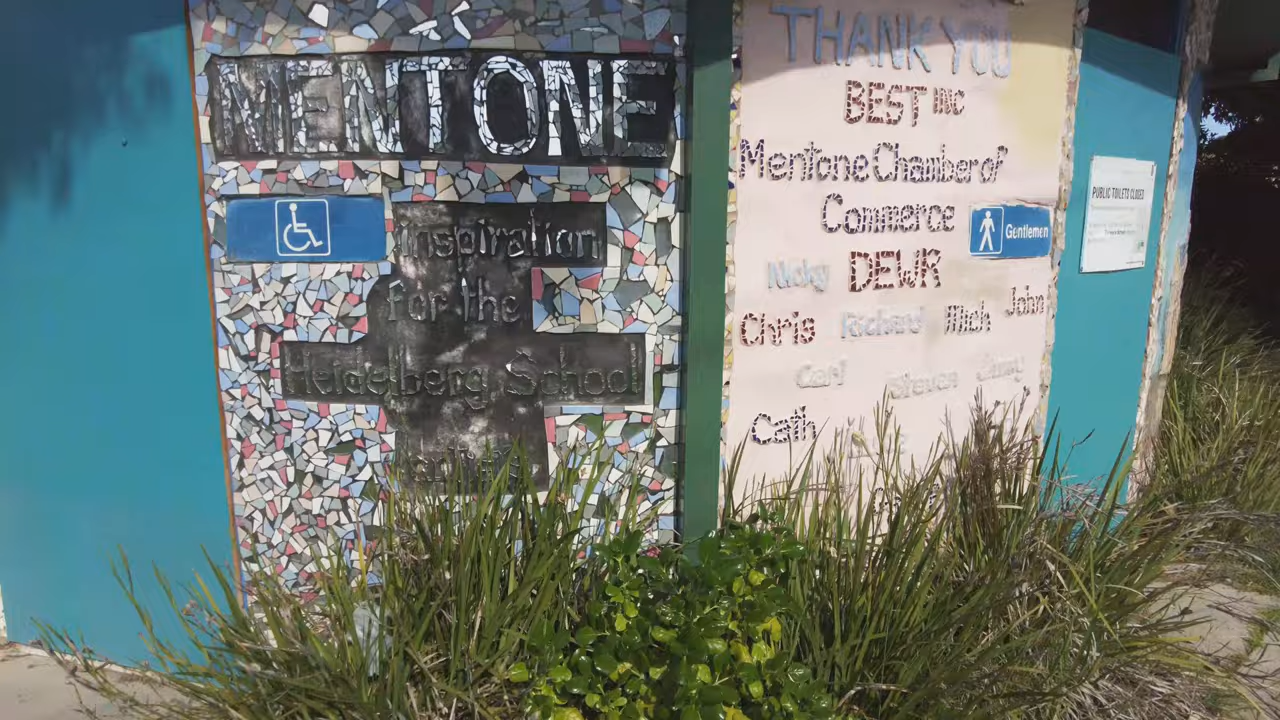 MENTONE
Inspiration
for the
Heidelberg School
THANK YOU
BEST INC
Mentone Chamber of
Commerce
Gentlemen
Nicky DEWR
John
Chris Richard Mitch
Carl Steven
Cath
PUBLIC TOILETS CLOSED